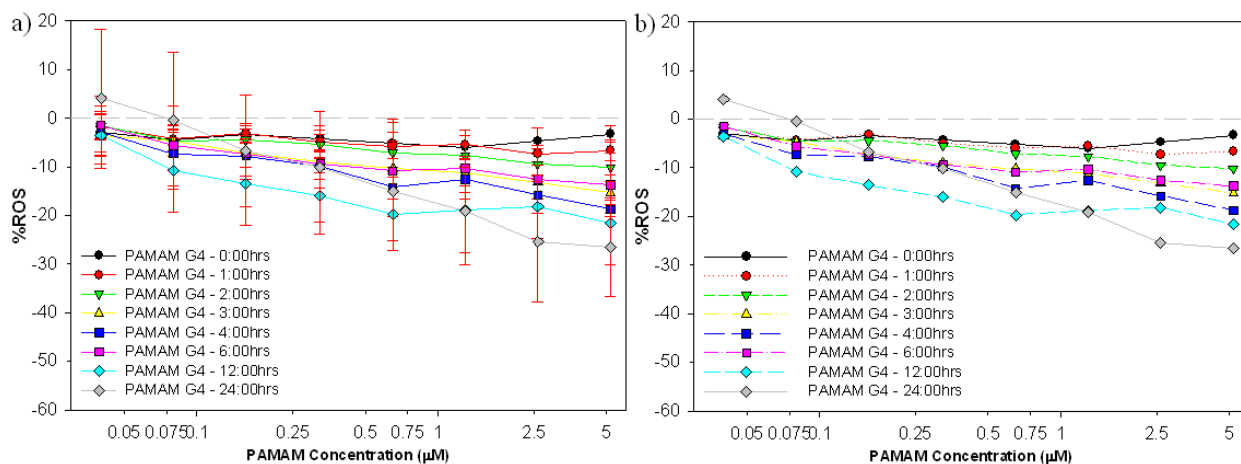 a)
20
10
0
-10
-20
-30
-40
-50
-60
%ROS
PAMAM G4 - 0:00hrs
PAMAM G4 - 1:00hrs
PAMAM G4 - 2:00hrs
PAMAM G4 - 3:00hrs
PAMAM G4 - 4:00hrs
PAMAM G4 - 6:00hrs
PAMAM G4 - 12:00hrs
PAMAM G4 - 24:00hrs
0.05 0.075 0.1 0.25 0.5 0.75 1 2.5 5
PAMAM Concentration (µM)
b)
20
10
0
-10
-20
-30
-40
-50
-60
%ROS
PAMAM G4 - 0:00hrs
PAMAM G4 - 1:00hrs
PAMAM G4 - 2:00hrs
PAMAM G4 - 3:00hrs
PAMAM G4 - 4:00hrs
PAMAM G4 - 6:00hrs
PAMAM G4 - 12:00hrs
PAMAM G4 - 24:00hrs
0.05 0.075 0.1 0.25 0.5 0.75 1 2.5 5
PAMAM Concentration (µM)